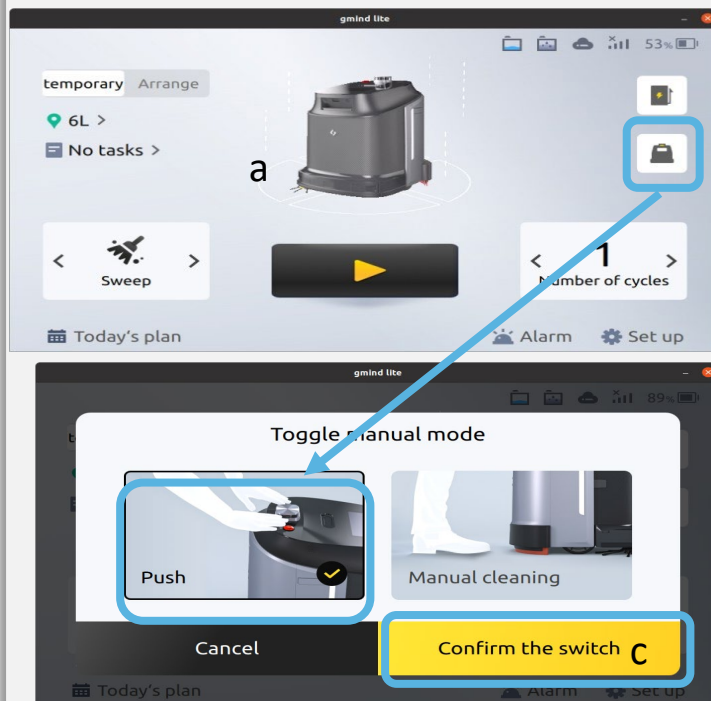 gmind lite
53%
temporary Arrange
6L >
No tasks >
a
< Sweep >
< 1 >
Number of cycles
Today's plan
Alarm
Set up
gmind lite
89%
Toggle manual mode
Push
Manual cleaning
Cancel
Confirm the switch
c
Today's plan
Alarm
Set up